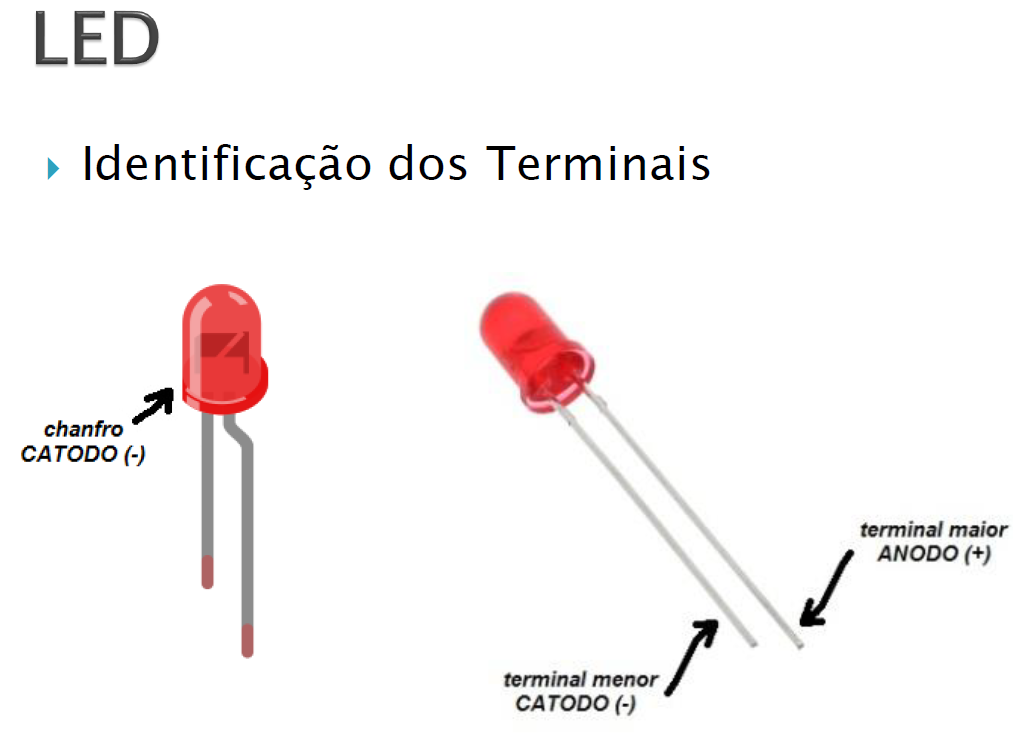 LED
Identificação dos Terminais
chanfro
CATODO (-)
terminal maior
ANODO (+)
terminal menor
CATODO (-)